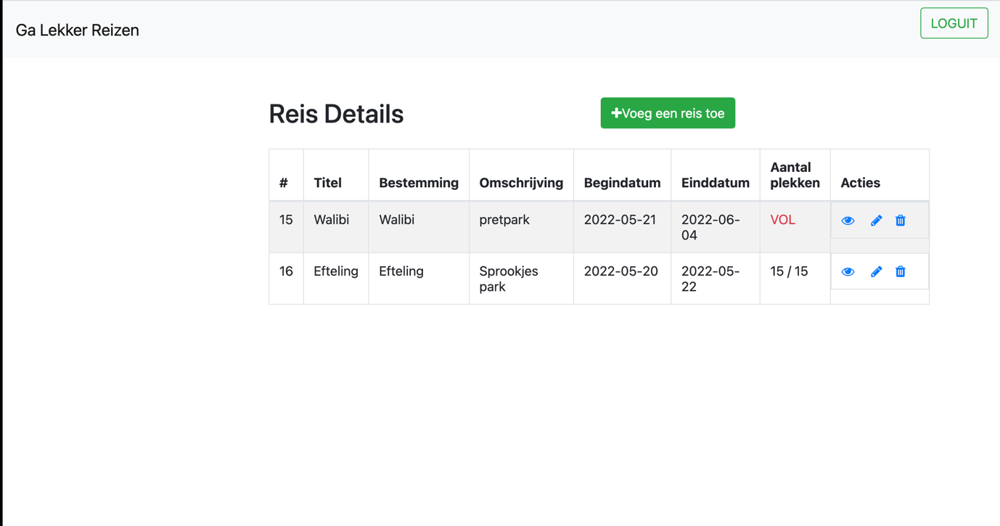 Ga Lekker Reizen
LOGUIT
Reis Details
Voeg een reis toe
# Titel Bestemming Omschrijving Begindatum Einddatum Aantal plekken Acties
15 Walibi Walibi pretpark 2022-05-21 2022-06-04 VOL
16 Efteling Efteling Sprookjes park 2022-05-20 2022-05-22 15 / 15